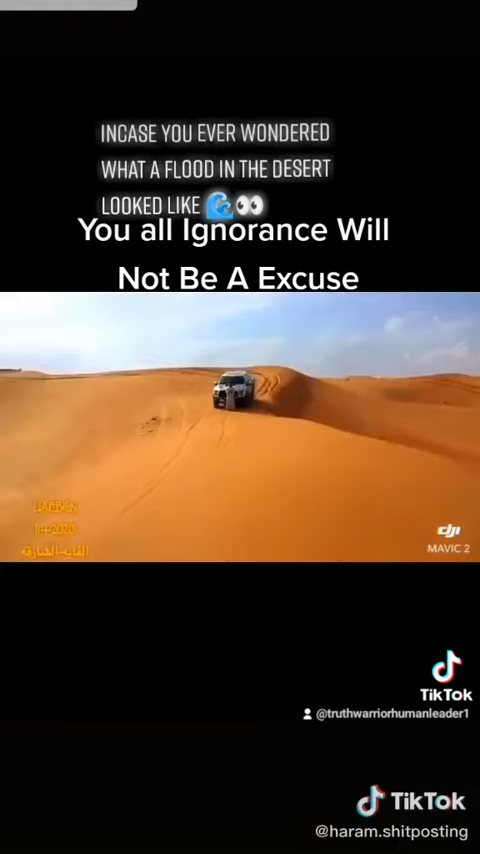 INCASE YOU EVER WONDERED
WHAT A FLOOD IN THE DESERT
LOOKED LIKE 🌊👀
You all Ignorance Will
Not Be A Excuse
dji
MAVIC 2
TikTok
@truthwarriorhumanleader1
TikTok
@haram.shitposting